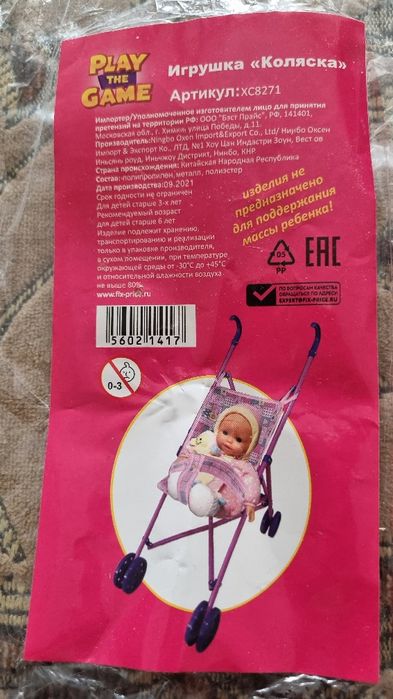 PLAY
THE
GAME
Игрушка «Коляска»
Артикул: XC8271
Импортер/Уполномоченное изготовителем лицо для принятия
претензий на территории РФ: ООО "Бэст Прайс", РФ, 141401,
Московская обл., г. Химки, улица Победы, д.11.
Производитель: Ningbo Oxen Import&Export Co., Ltd/ Нинбо Оксен
Импорт & Экспорт Ко., ЛТД, №1 Хоу Цан Индастри Зоун, Вест ов
Иньсянь роуд, Иньчжоу Дистрикт, Нинбо, КНР
Страна происхождения: Китайская Народная Республика
Состав: полипропилен, металл, полиэстер
Дата производства: 09.2021
Срок годности не ограничен
Для детей старше 3-х лет
Рекомендуемый возраст
для детей старше 6 лет
Изделие подлежит хранению,
транспортированию и реализации
только в упаковке производителя,
в сухом помещении, при температуре
окружающей среды от -30°С до +45°С
и относительной влажности воздуха
не выше 80%.
www.fix-price.ru
изделия не
предназначено
для поддержания
массы ребенка!
05
PP
EAC
ПО ВОПРОСАМ КАЧЕСТВА
ОБРАЩАТЬСЯ ПО АДРЕСУ:
EXPERT@FIX-PRICE.RU
5602 1417
0-3